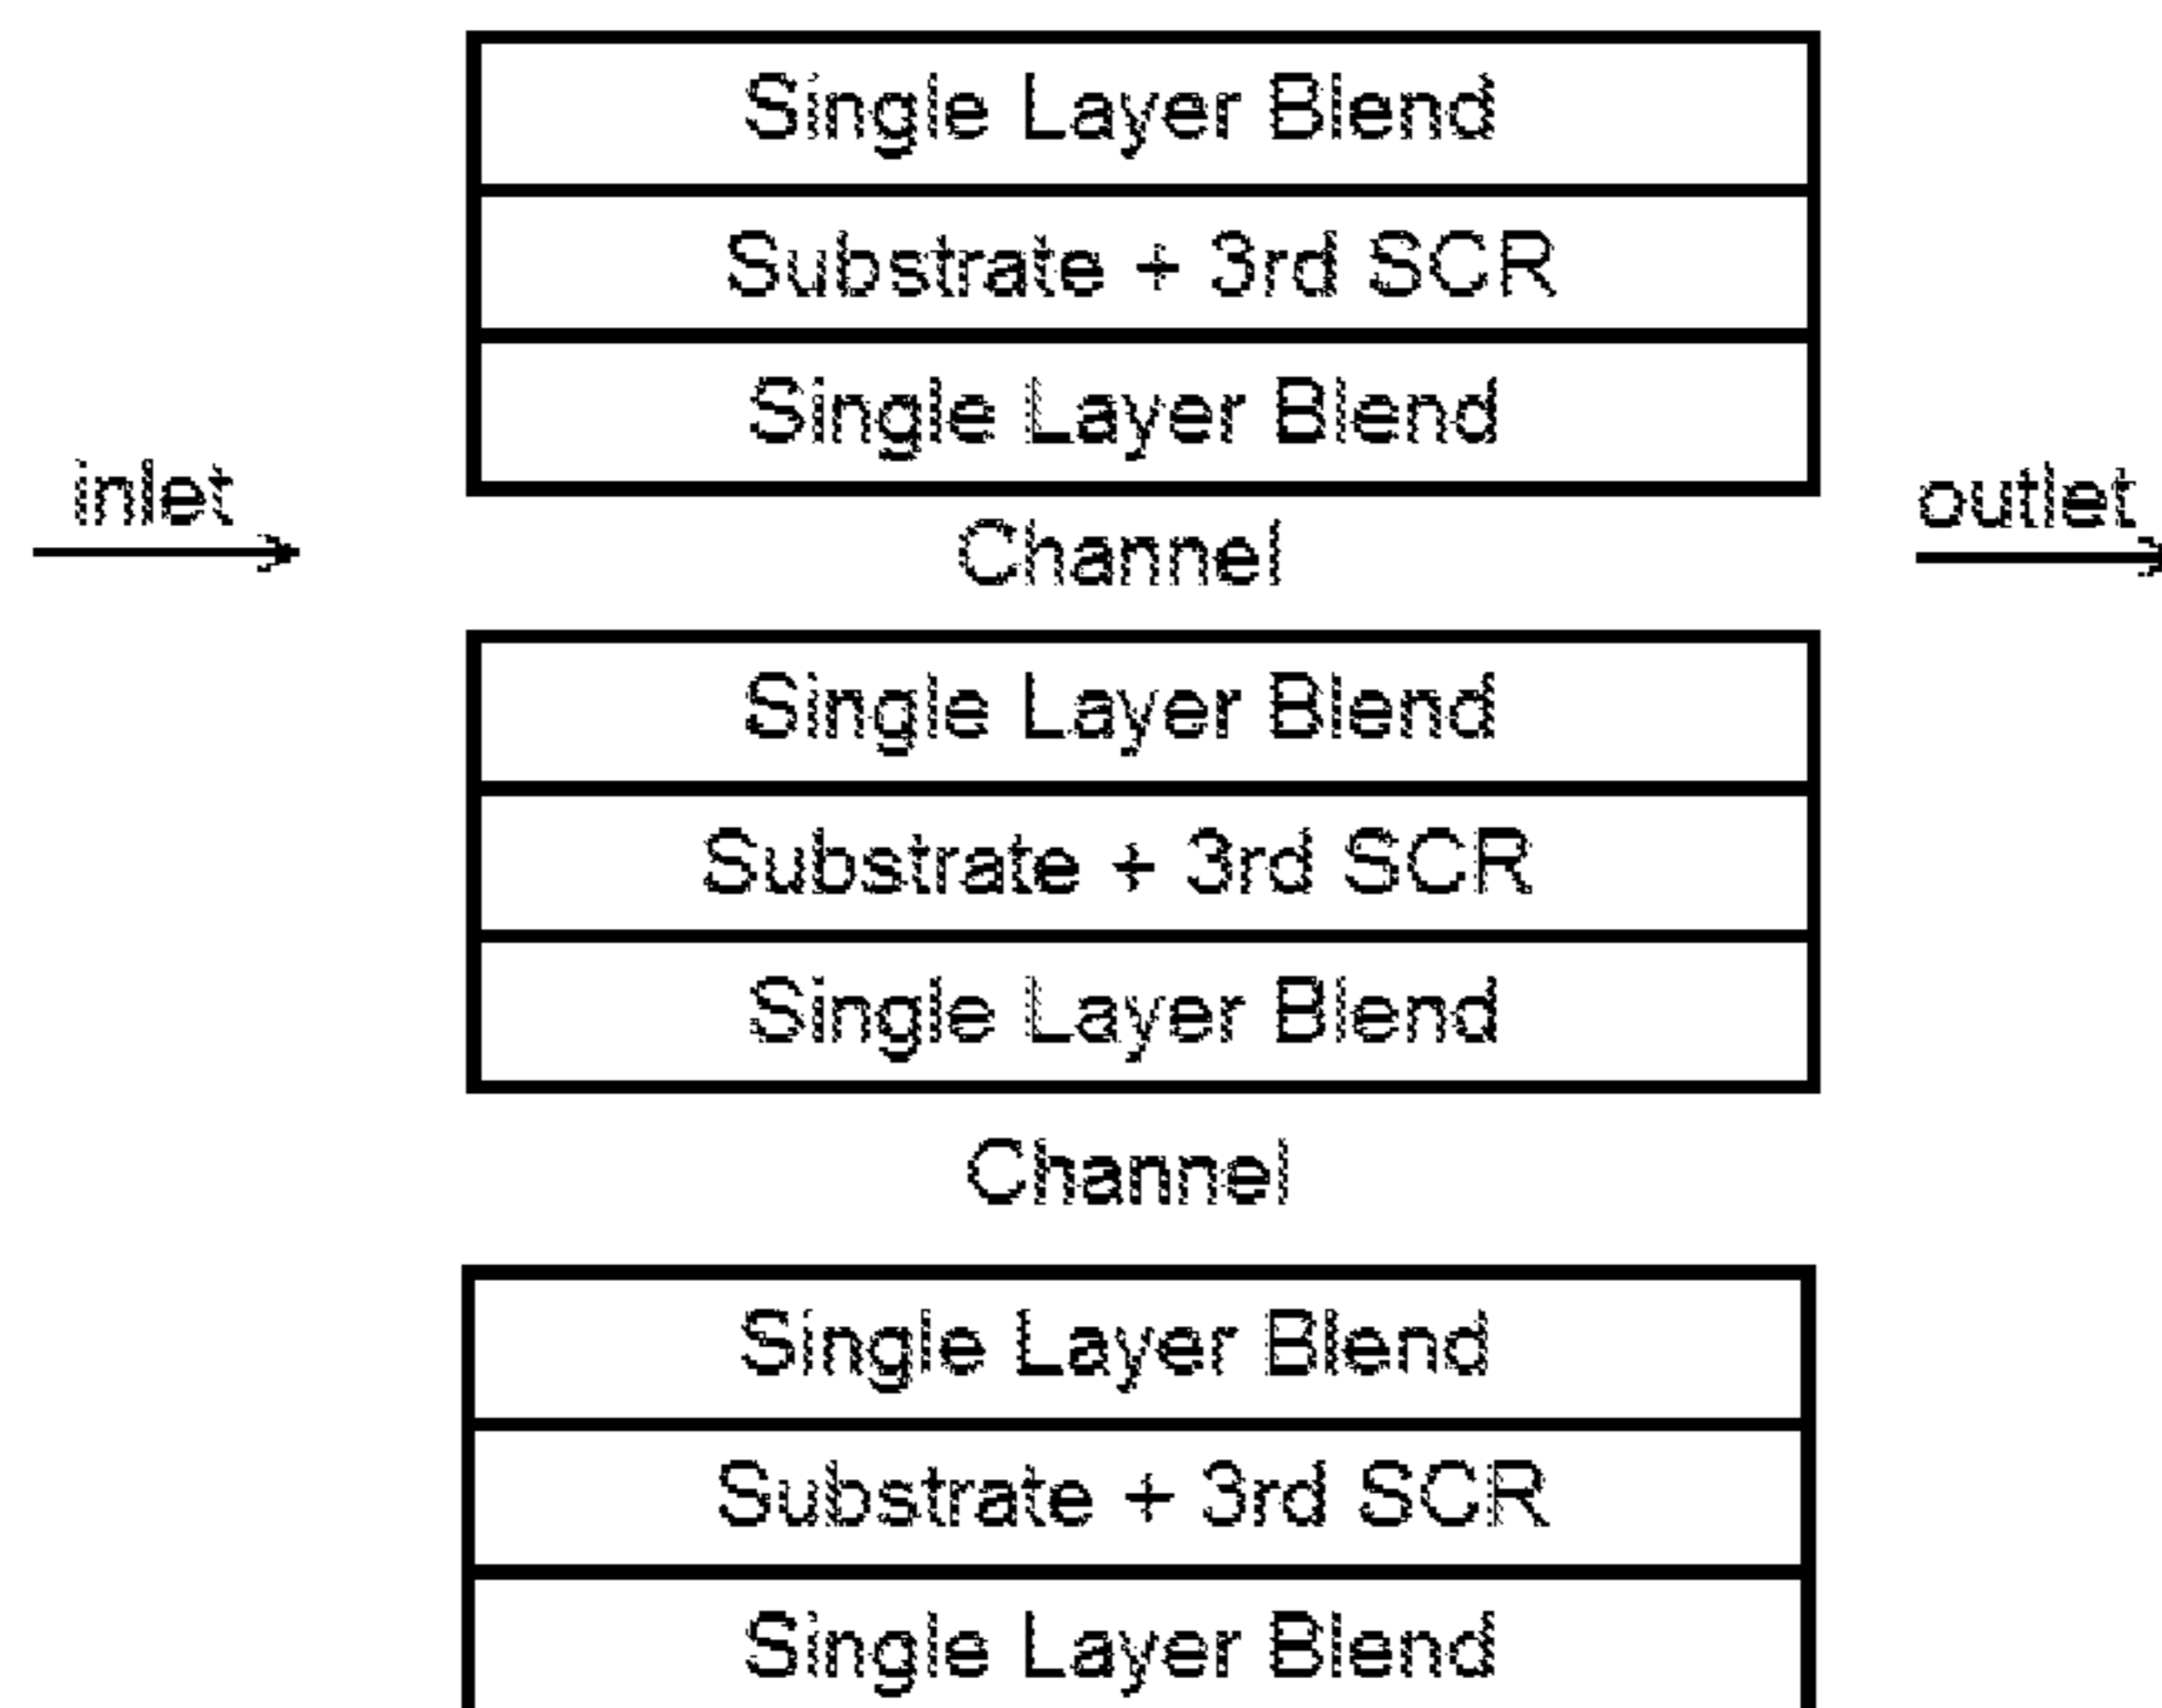 Single Layer Blend
Substrate + 3rd SCR
Single Layer Blend
inlet
outlet
Channel
Single Layer Blend
Substrate + 3rd SCR
Single Layer Blend
Channel
Single Layer Blend
Substrate + 3rd SCR
Single Layer Blend